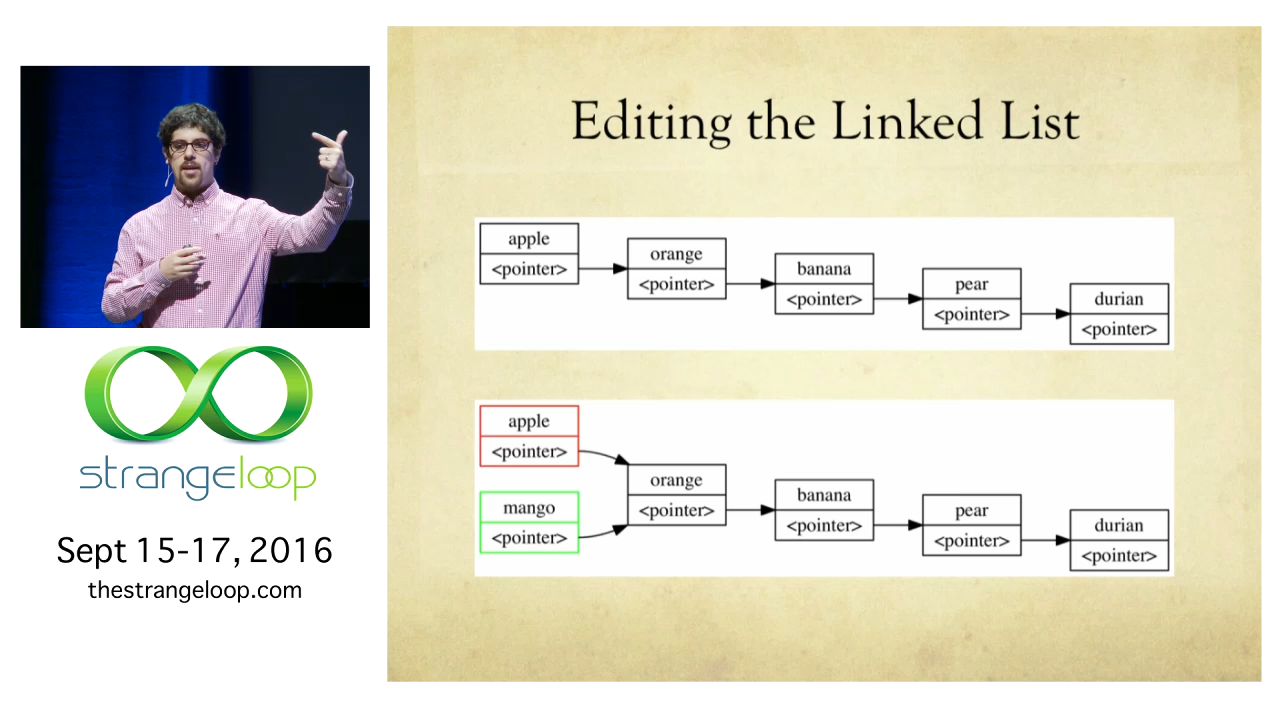 Editing the Linked List
apple
<pointer>
orange
<pointer>
banana
<pointer>
pear
<pointer>
durian
<pointer>
apple
<pointer>
mango
<pointer>
orange
<pointer>
banana
<pointer>
pear
<pointer>
durian
<pointer>
strangeloop
Sept 15-17, 2016
thestrangeloop.com